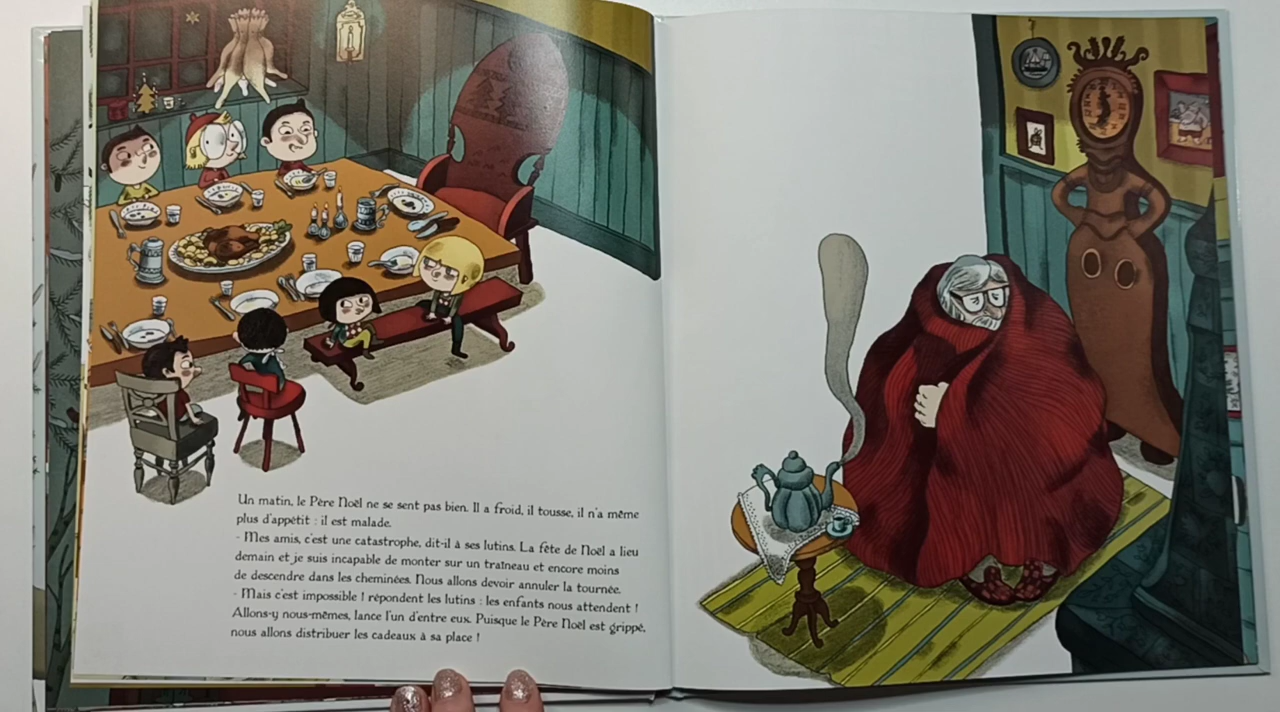 Un matin, le Père Noël ne se sent pas bien. Il a froid, il tousse, il n'a même
plus d'appétit : il est malade.
- Mes amis, c'est une catastrophe, dit-il à ses lutins. La fête de Noël a lieu
demain et je suis incapable de monter sur un traîneau et encore moins
de descendre dans les cheminées. Nous allons devoir annuler la tournée.
- Mais c'est impossible ! répondent les lutins : les enfants nous attendent !
Allons-y nous-mêmes, lance l'un d'entre eux. Puisque le Père Noël est grippé,
nous allons distribuer les cadeaux à sa place !